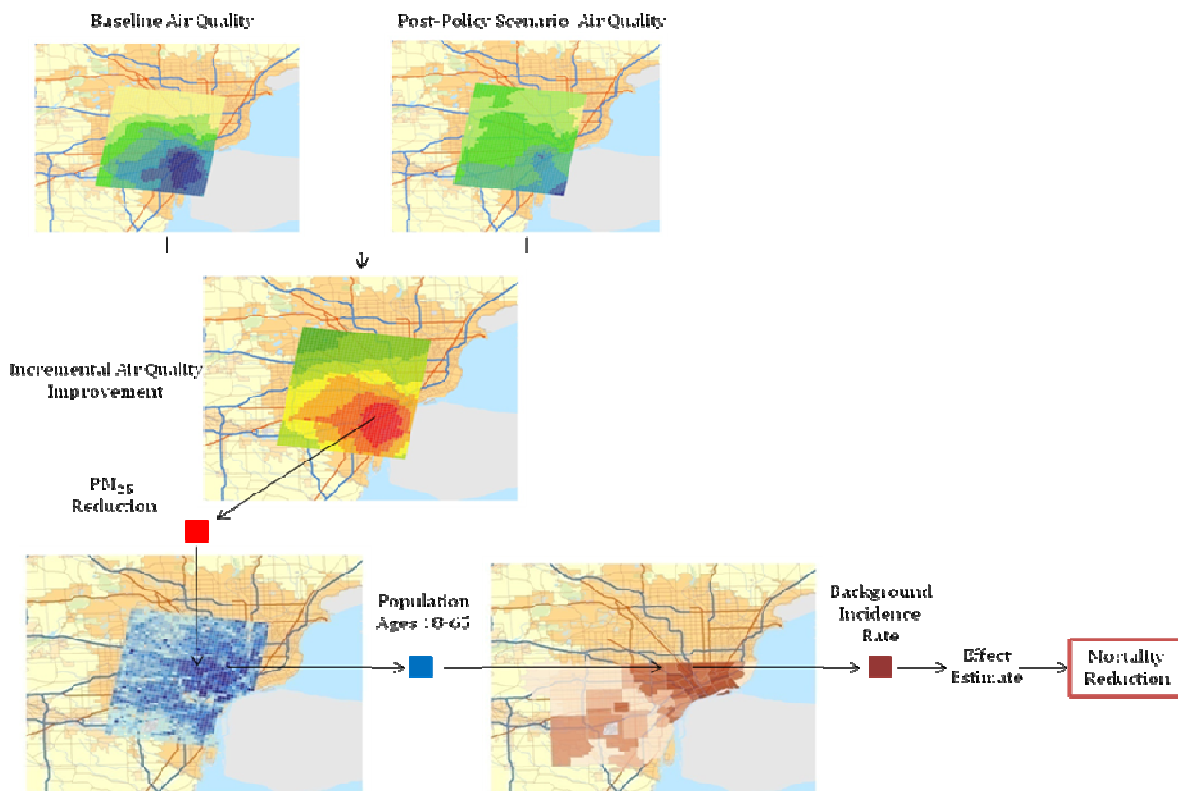 Baseline Air Quality
Post-Policy Scenario Air Quality
Incremental Air Quality
Improvement
PM2.5
Reduction
Population
Ages 18-65
Background
Incidence
Rate
Effect
Estimate
Mortality
Reduction